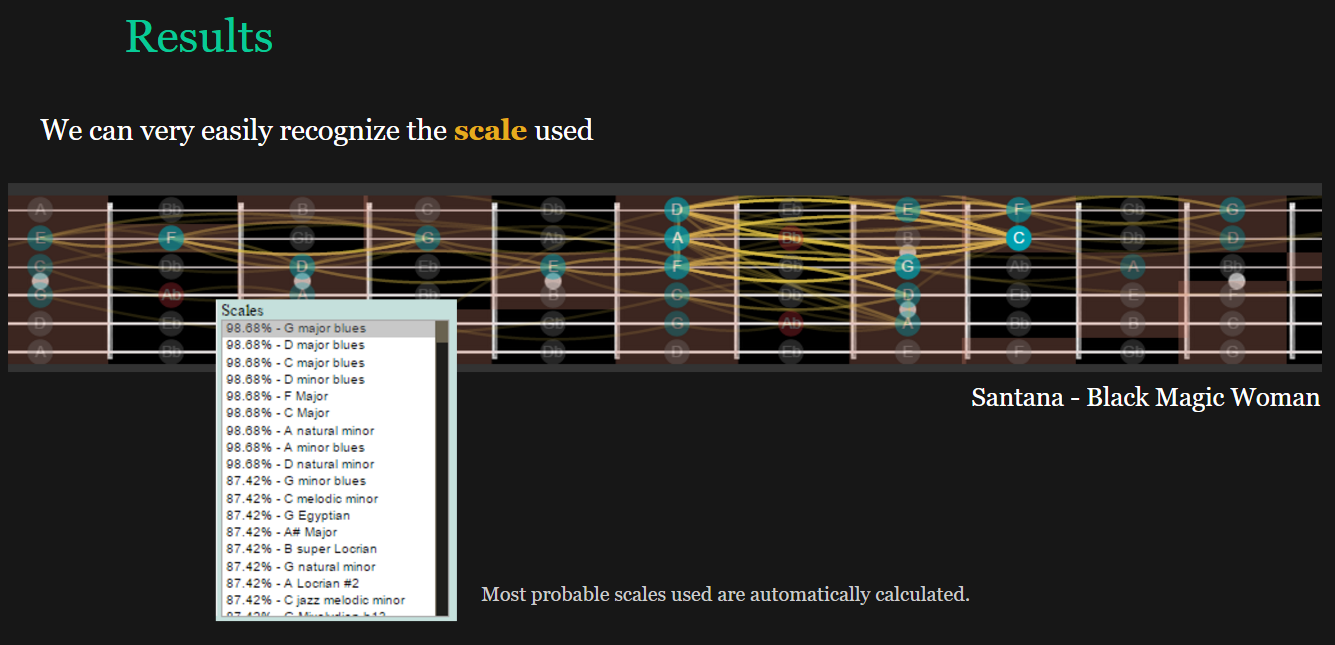 Results
We can very easily recognize the scale used
A Bb B C Db D Eb E F Gb G
E F Gb G Ab A Bb B C Db D
C Db D Eb E F Gb G Ab A Bb
G Ab A Bb B C Db D Eb E F
D Eb Gb G Ab A Bb B C
A Bb Db D Eb E F Gb G
Santana - Black Magic Woman
Scales
98.68% - G major blues
98.68% - D major blues
98.68% - C major blues
98.68% - D minor blues
98.68% - F Major
98.68% - C Major
98.68% - A natural minor
98.68% - A minor blues
98.68% - D natural minor
87.42% - G minor blues
87.42% - C melodic minor
87.42% - G Egyptian
87.42% - A# Major
87.42% - B super Locrian
87.42% - G natural minor
87.42% - A Locrian #2
87.42% - C jazz melodic minor
Most probable scales used are automatically calculated.